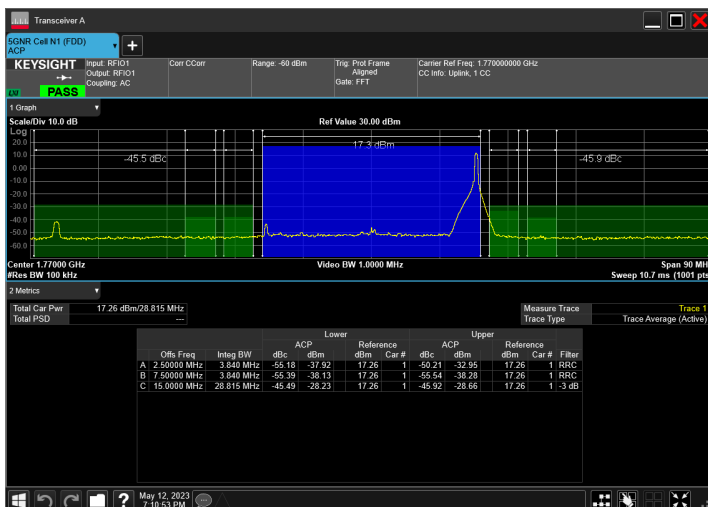 Transceiver A
5GNR Cell N1 (FDD)
ACP
KEYSIGHT
LXI
PASS
Input: RFIO1
Output: RFIO1
Coupling: AC
Corr CCorr
Range: -60 dBm
Trig: Prot Frame
Aligned
Gate: FFT
Carrier Ref Freq: 1.770000000 GHz
CC Info: Uplink, 1 CC
1 Graph
Scale/Div 10.0 dB
Ref Value 30.00 dBm
Log
20.0
10.0
0.00
-10.0
-20.0
-30.0
-40.0
-50.0
-60.0
-45.5 dBc
17.3 dBm
-45.9 dBc
Center 1.77000 GHz
Video BW 1.0000 MHz
Span 90 MH
#Res BW 100 kHz
Sweep 10.7 ms (1001 pts
2 Metrics
Total Car Pwr 17.26 dBm/28.815 MHz
Total PSD ---
Measure Trace Trace 1
Trace Type Trace Average (Active)
Lower Upper
ACP Reference ACP Reference
Offs Freq Integ BW dBc dBm dBm Car # dBc dBm dBm Car # Filter
A 2.5000 MHz 3.840 MHz -55.18 -37.92 17.26 1 -50.21 -32.95 17.26 1 RRC
B 7.5000 MHz 3.840 MHz -55.39 -38.13 17.26 1 -55.54 -38.28 17.26 1 RRC
C 15.0000 MHz 28.815 MHz -45.49 -28.23 17.26 1 -45.92 -28.66 17.26 1 -3 dB
May 12, 2023
7:10:53 PM